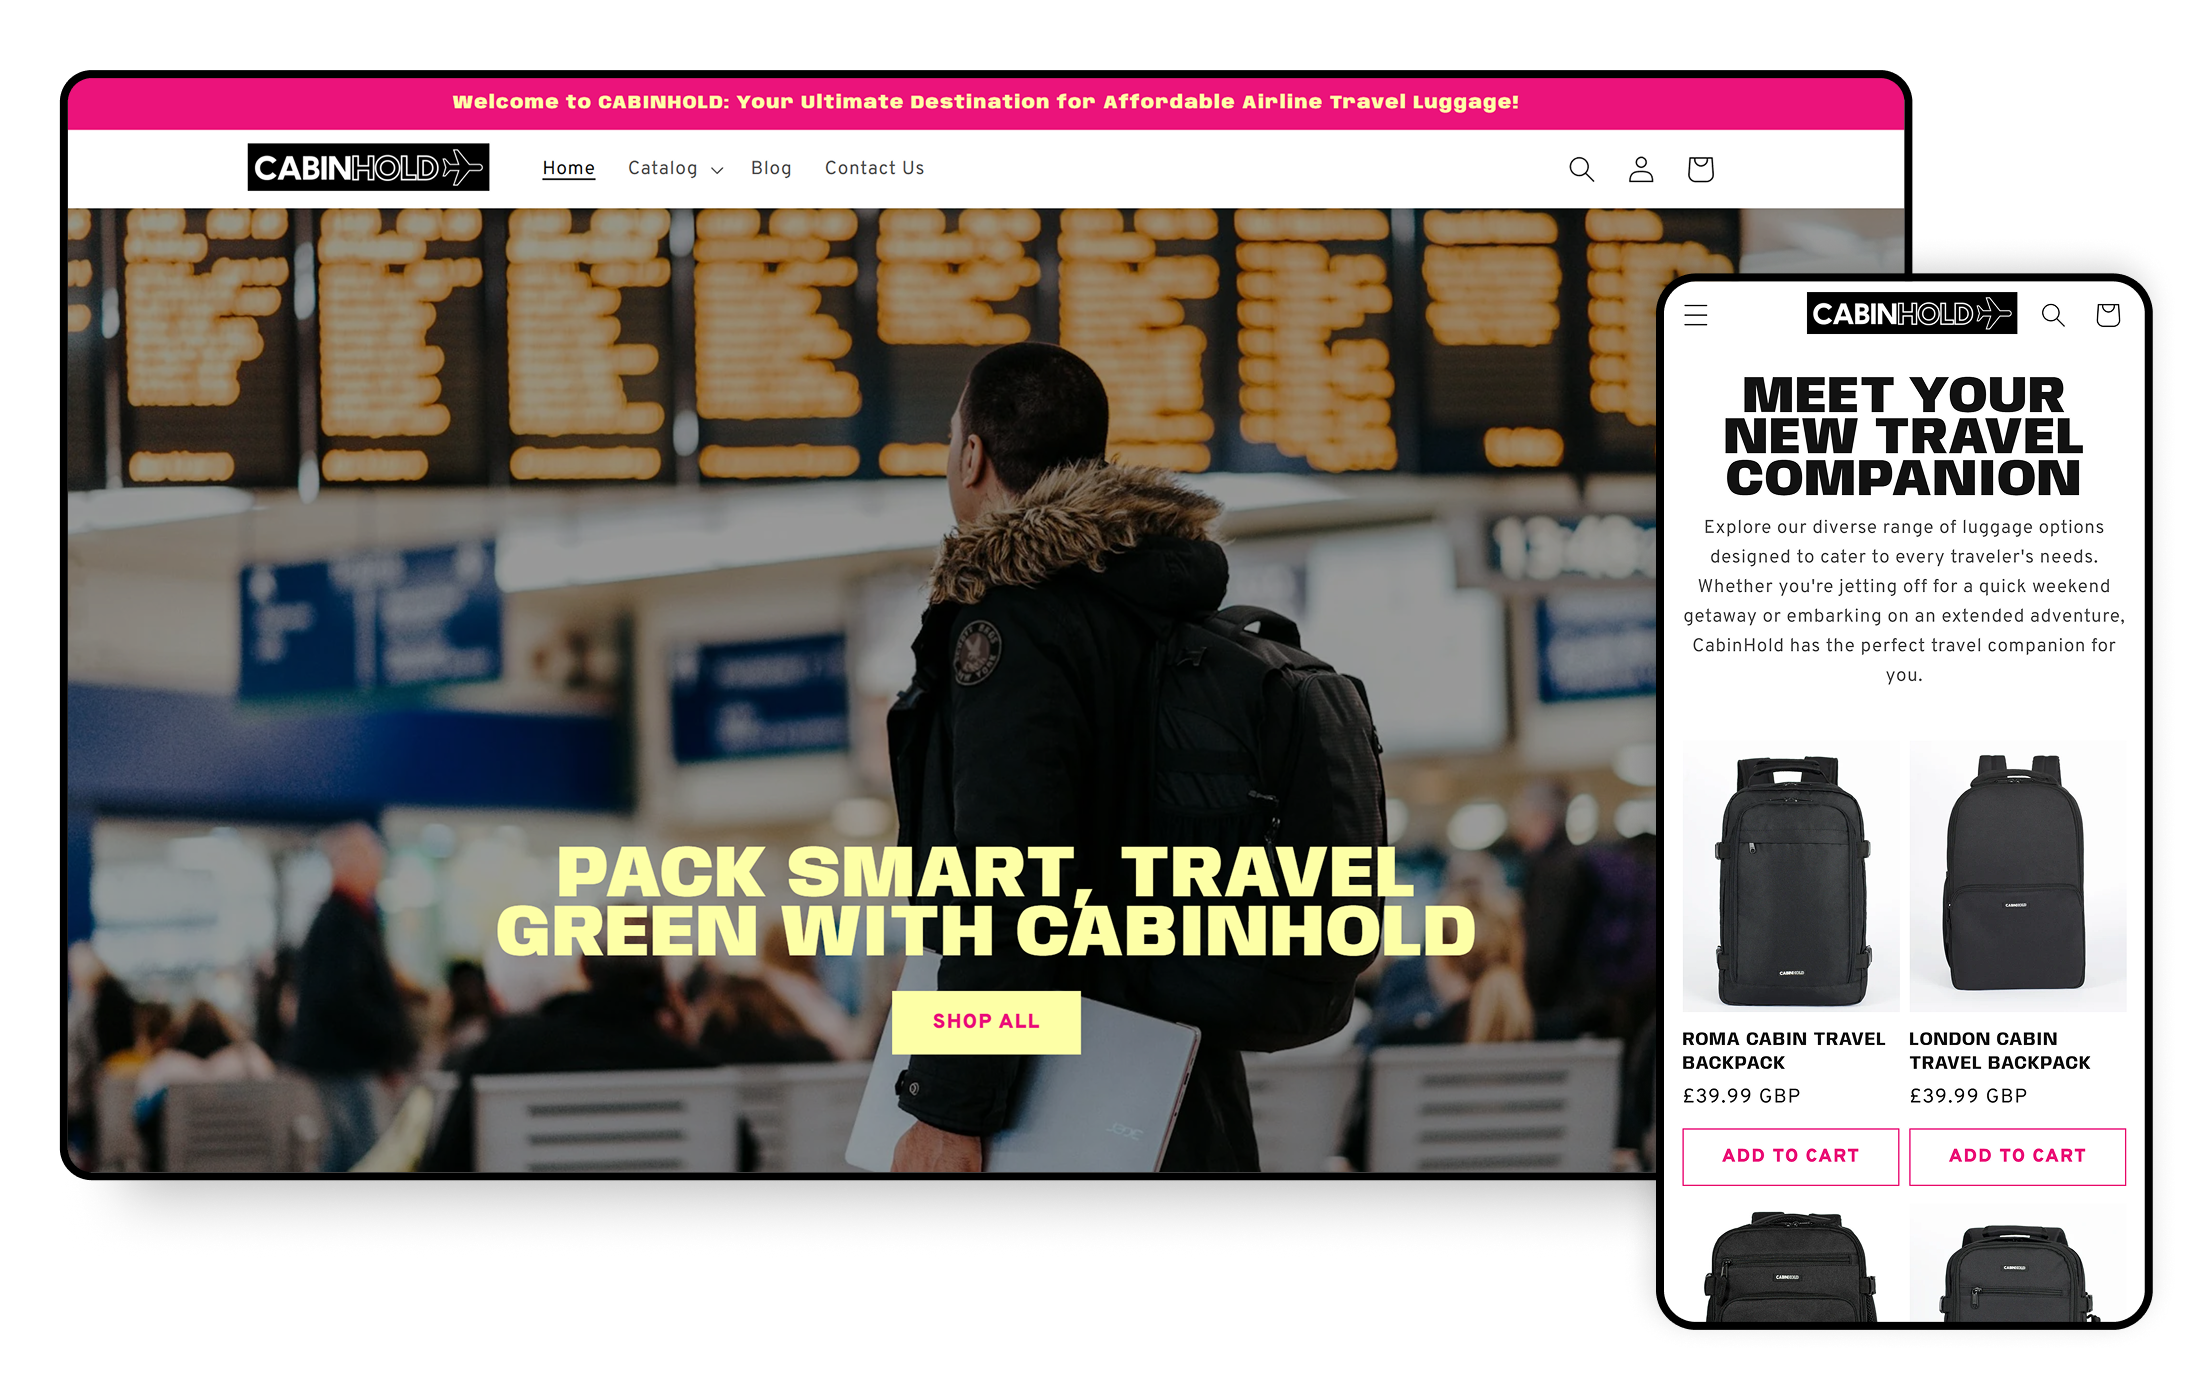 Welcome to CABINHOLD: Your Ultimate Destination for Affordable Airline Travel Luggage!
CABINHOLD
Home
Catalog
Blog
Contact Us
PACK SMART, TRAVEL
GREEN WITH CABINHOLD
SHOP ALL
CABINHOLD
MEET YOUR
NEW TRAVEL
COMPANION
Explore our diverse range of luggage options
designed to cater to every traveler's needs.
Whether you're jetting off for a quick weekend
getaway or embarking on an extended adventure,
CabinHold has the perfect travel companion for
you.
CABINHOLD
CABINHOLD
ROMA CABIN TRAVEL
BACKPACK
£39.99 GBP
ADD TO CART
LONDON CABIN
TRAVEL BACKPACK
£39.99 GBP
ADD TO CART
CABINHOLD
CABINHOLD